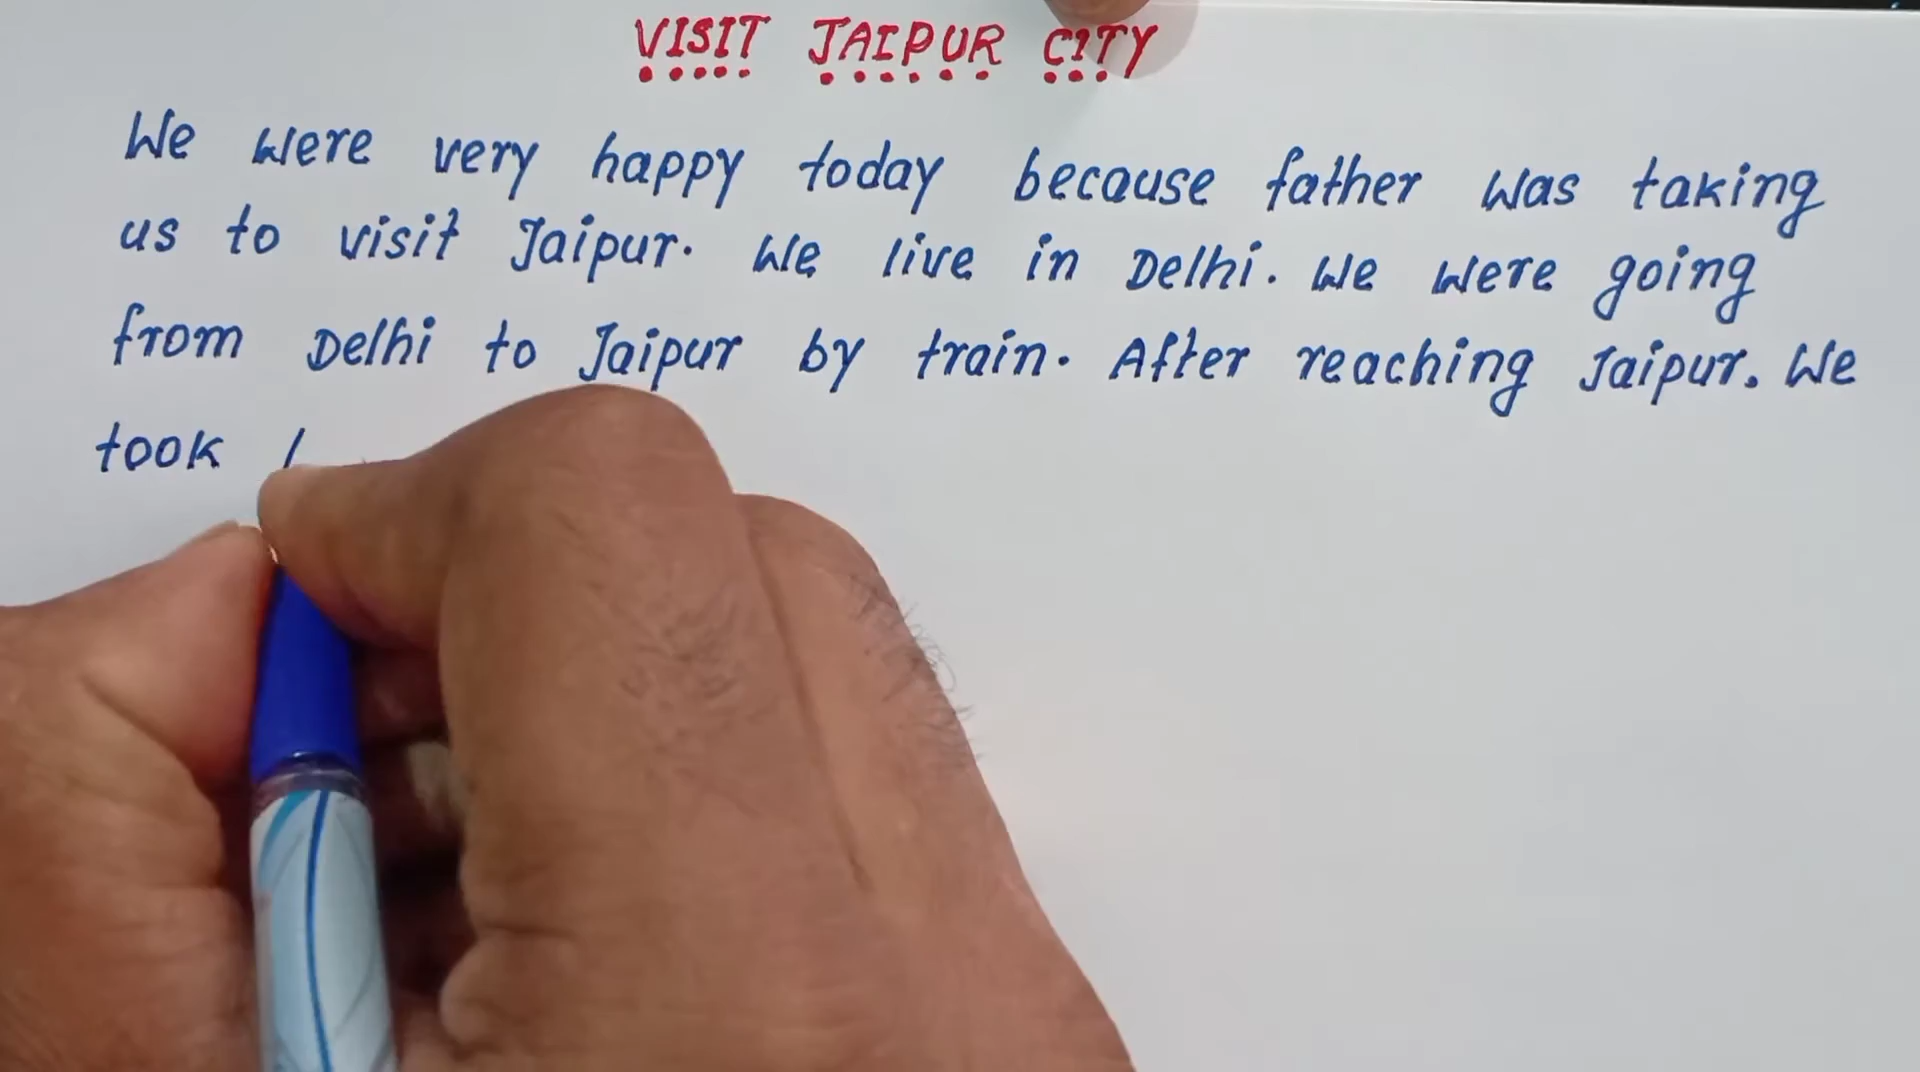 VISIT JAIPUR CITY
We were very happy today because father was taking
us to visit Jaipur. We live in Delhi. We were going
from Delhi to Jaipur by train. After reaching Jaipur. We
took